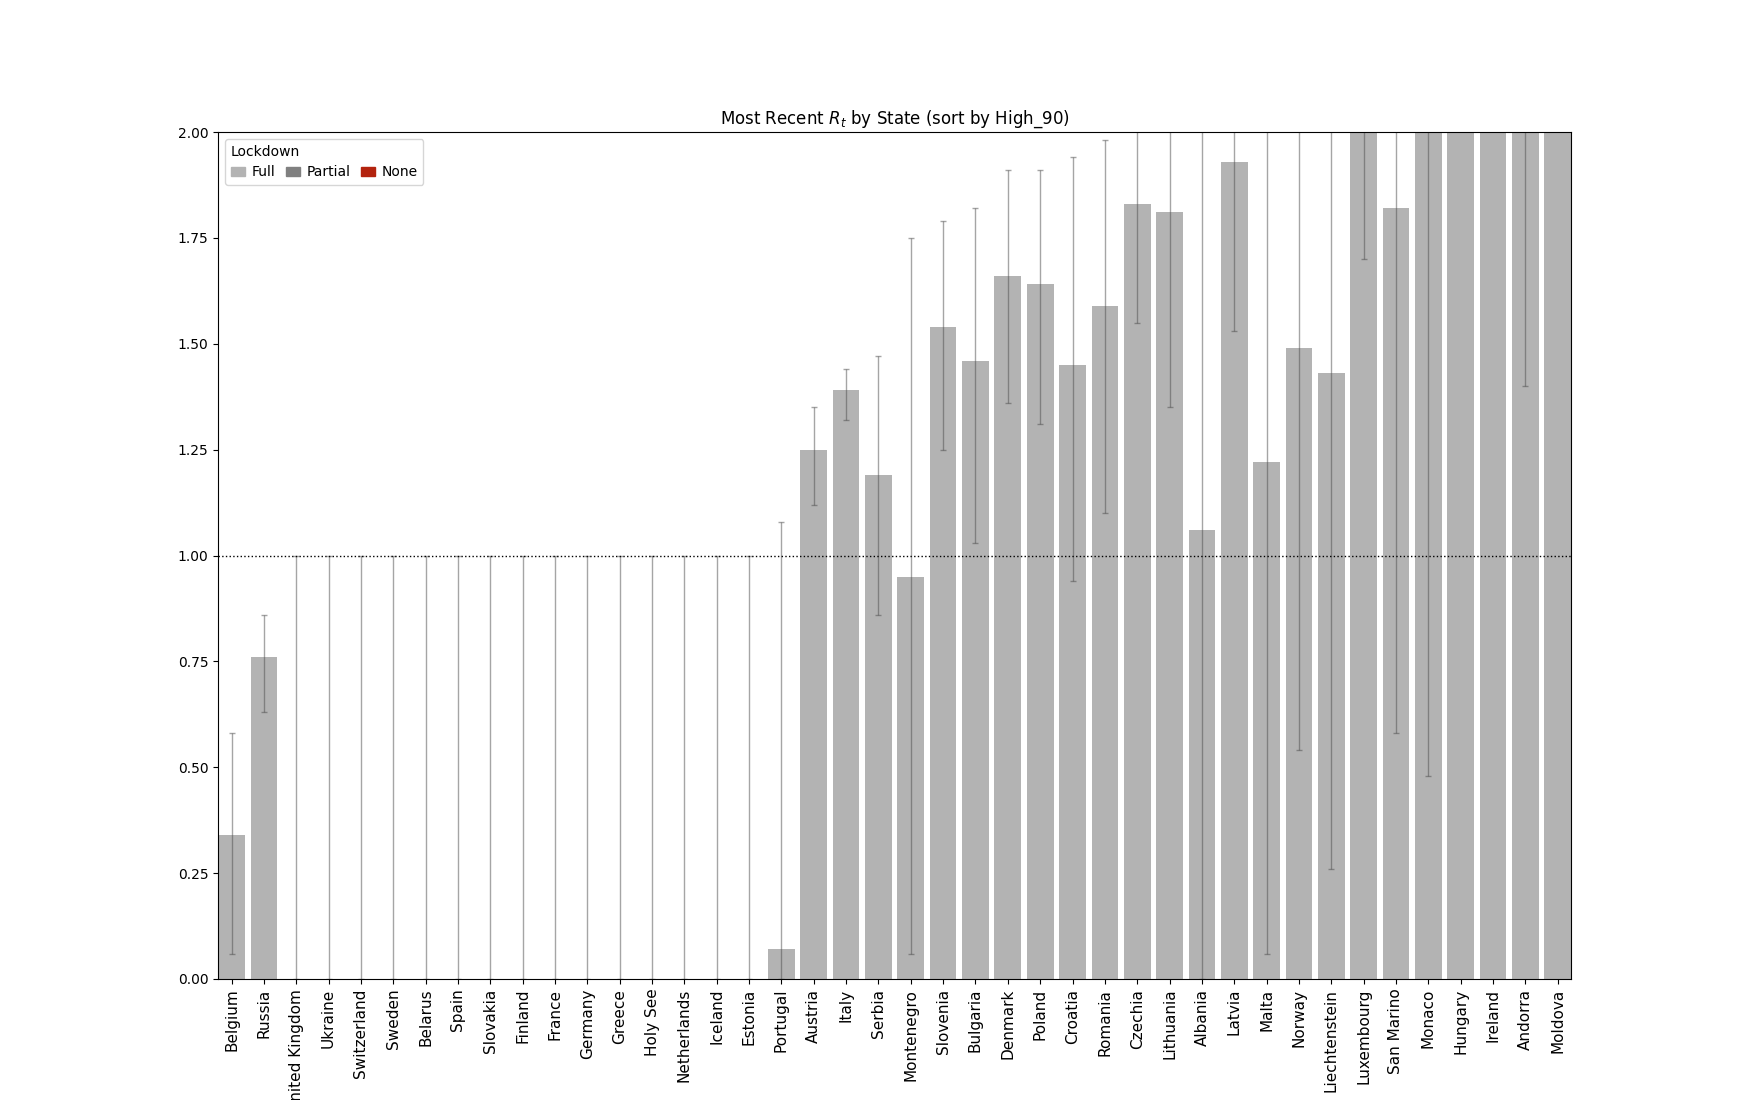 Most Recent R_t by State (sort by High_90)
Lockdown
Full Partial None
2.00
1.75
1.50
1.25
1.00
0.75
0.50
0.25
0.00
Belgium
Russia
nited Kingdom
Ukraine
Switzerland
Sweden
Belarus
Spain
Slovakia
Finland
France
Germany
Greece
Holy See
Netherlands
Iceland
Estonia
Portugal
Austria
Italy
Serbia
Montenegro
Slovenia
Bulgaria
Denmark
Poland
Croatia
Romania
Czechia
Lithuania
Albania
Latvia
Malta
Norway
Liechtenstein
Luxembourg
San Marino
Monaco
Hungary
Ireland
Andorra
Moldova